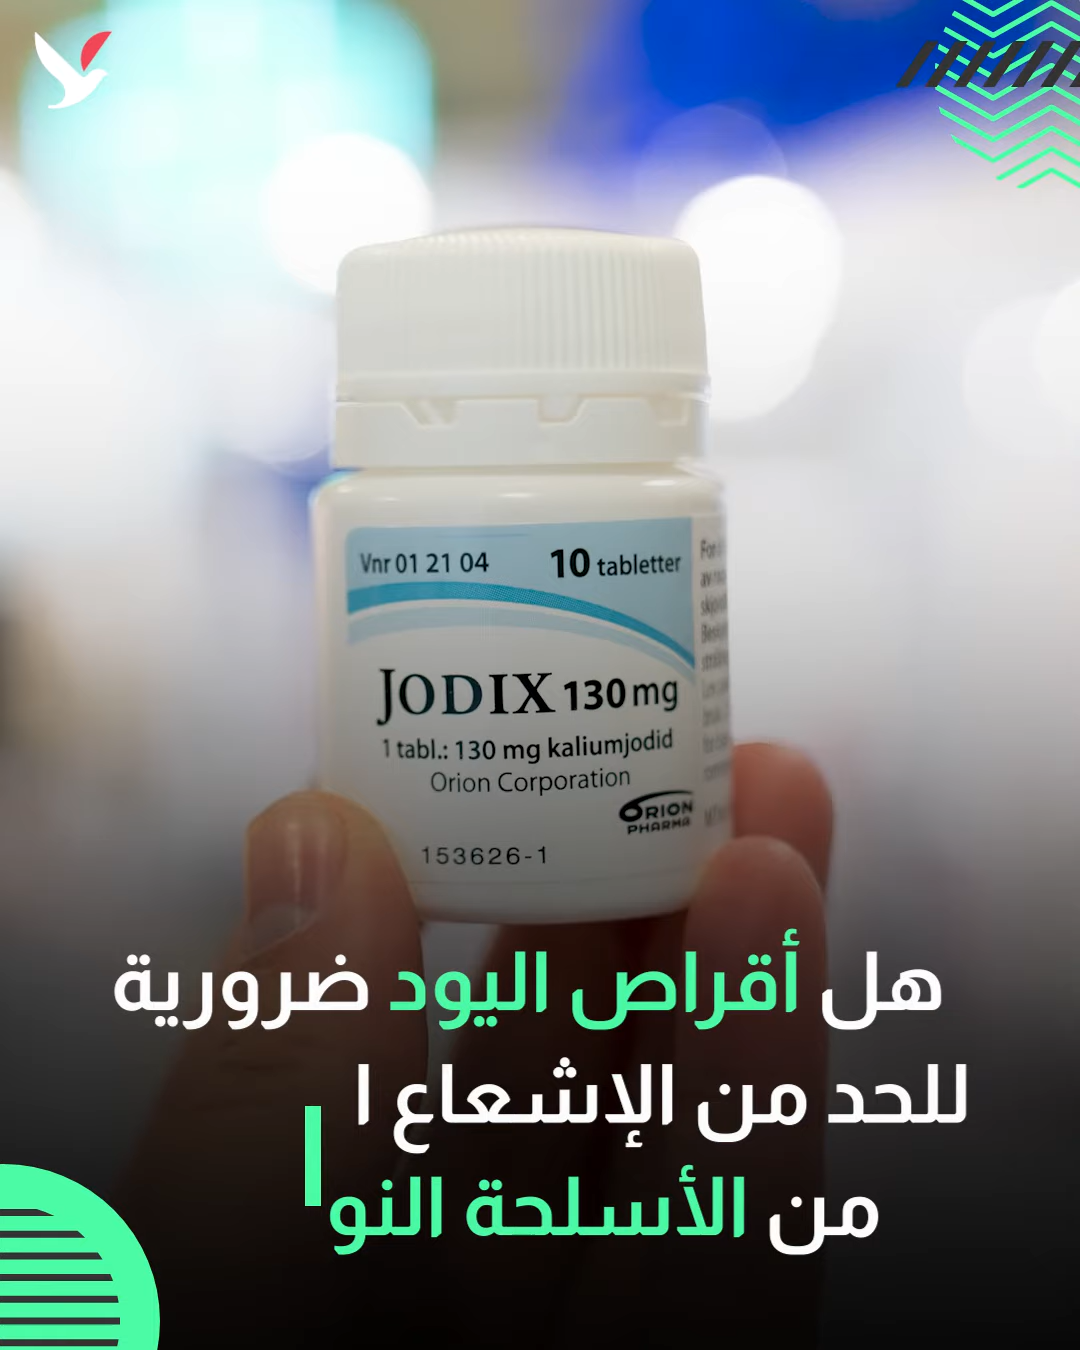 Vnr 01 21 04 10 tabletter
JODIX 130 mg
1 tabl.: 130 mg kaliumjodid
Orion Corporation
ORION
PHARMA
153626-1
هل أقراص اليود ضرورية
للحد من الإشعاع ا
من الأسلحة النو